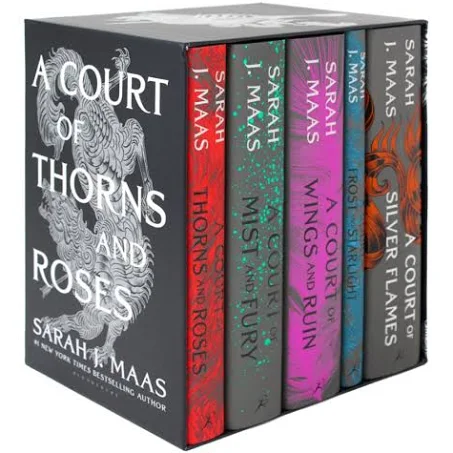 A COURT
OF
THORNS
AND
ROSES
SARAH J. MAAS
#1 NEW YORK TIMES BESTSELLING AUTHOR
BLOOMSBURY
SARAH
J. MAAS
A COURT OF
THORNS AND ROSES
SARAH
J. MAAS
A COURT OF
MIST AND FURY
SARAH
J. MAAS
A COURT OF
WINGS AND RUIN
SARAH
J. MAAS
FROST AND STARLIGHT
SARAH
J. MAAS
A COURT OF
SILVER FLAMES